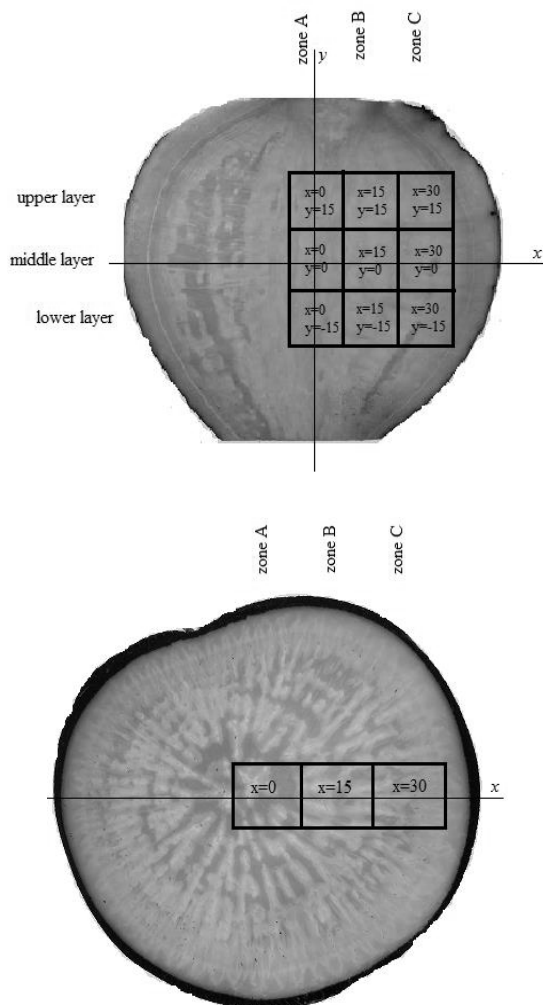 zone A
zone B
zone C
y
upper layer
x=0 x=15 x=30
y=15 y=15 y=15
x
middle layer
x=0 x=15 x=30
y=0 y=0 y=0
lower layer
x=0 x=15 x=30
y=-15 y=-15 y=-15
zone A
zone B
zone C
x=0 x=15 x=30
x